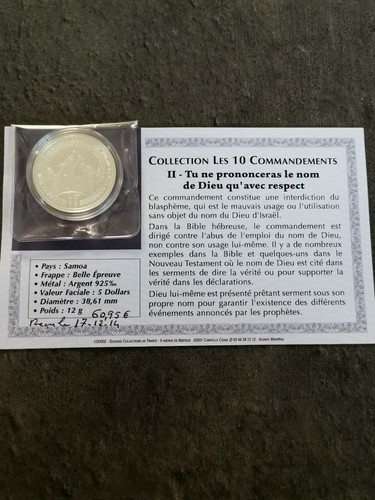 COLLECTION LES 10 COMMANDEMENTS
II - Tu ne prononceras le nom
de Dieu qu'avec respect
Ce commandement constitue une interdiction du
blasphème, qui est le mauvais usage ou l'utilisation
sans objet du nom du Dieu d'Israël.
Dans la Bible hébreuse, le commandement est
dirigé contre l'abus de l'emploi du nom de Dieu,
non contre son usage lui-même. Il y a de nombreux
exemples dans la Bible et quelques-uns dans le
Nouveau Testament où le nom de Dieu est cité dans
les serments de dire la vérité ou pour supporter la
vérité dans les déclarations.
Dieu lui-même est présenté prêtant serment sous son
propre nom pour garantir l'existence des différents
événements annoncés par les prophètes.
• Pays : Samoa
• Frappe : Belle Épreuve
• Métal : Argent 925‰
• Valeur Faciale : 5 Dollars
• Diamètre : 38,61 mm
• Poids : 12 g
60,95€
17-12-14